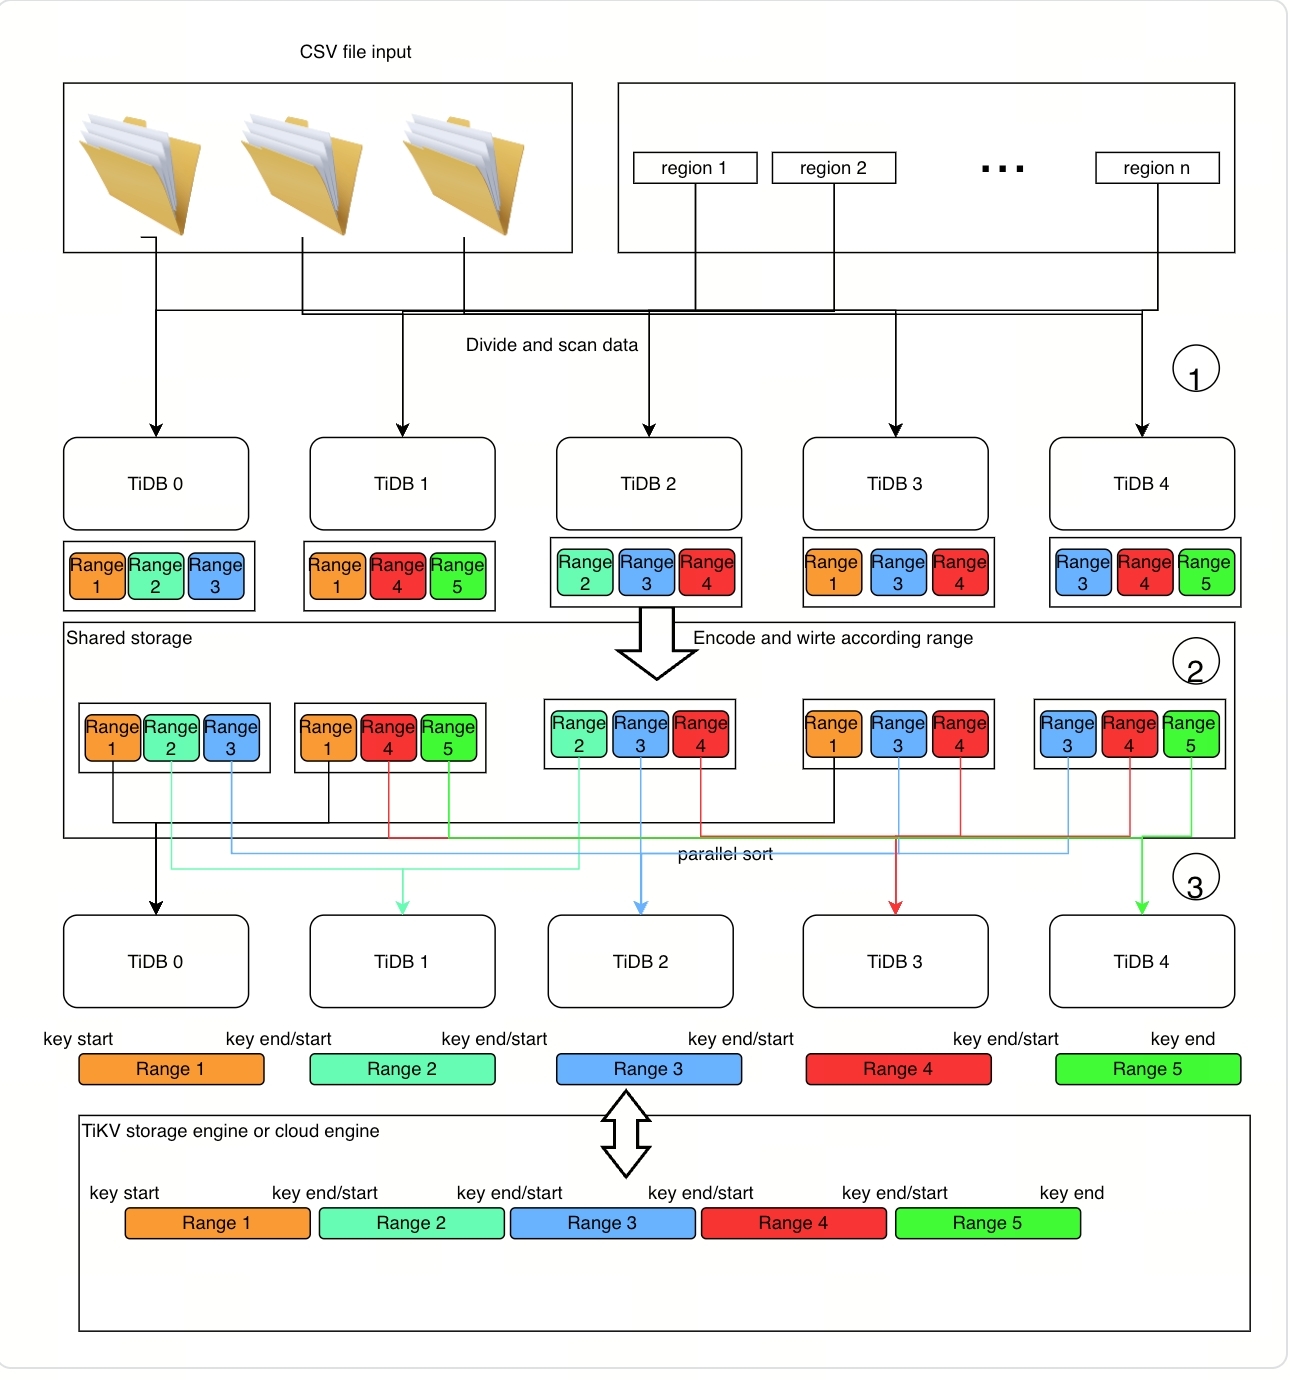 CSV file input
region 1
region 2
...
region n
Divide and scan data
1
TiDB 0
TiDB 1
TiDB 2
TiDB 3
TiDB 4
Range
1
Range
2
Range
3
Range
1
Range
4
Range
5
Range
2
Range
3
Range
4
Range
1
Range
3
Range
4
Range
3
Range
4
Range
5
Shared storage
Encode and wirte according range
2
Range
1
Range
2
Range
3
Range
1
Range
4
Range
5
Range
2
Range
3
Range
4
Range
1
Range
3
Range
4
Range
3
Range
4
Range
5
parallel sort
3
TiDB 0
TiDB 1
TiDB 2
TiDB 3
TiDB 4
key start
key end/start
key end/start
key end/start
key end/start
key end
Range 1
Range 2
Range 3
Range 4
Range 5
TiKV storage engine or cloud engine
key start
key end/start
key end/start
key end/start
key end/start
key end
Range 1
Range 2
Range 3
Range 4
Range 5